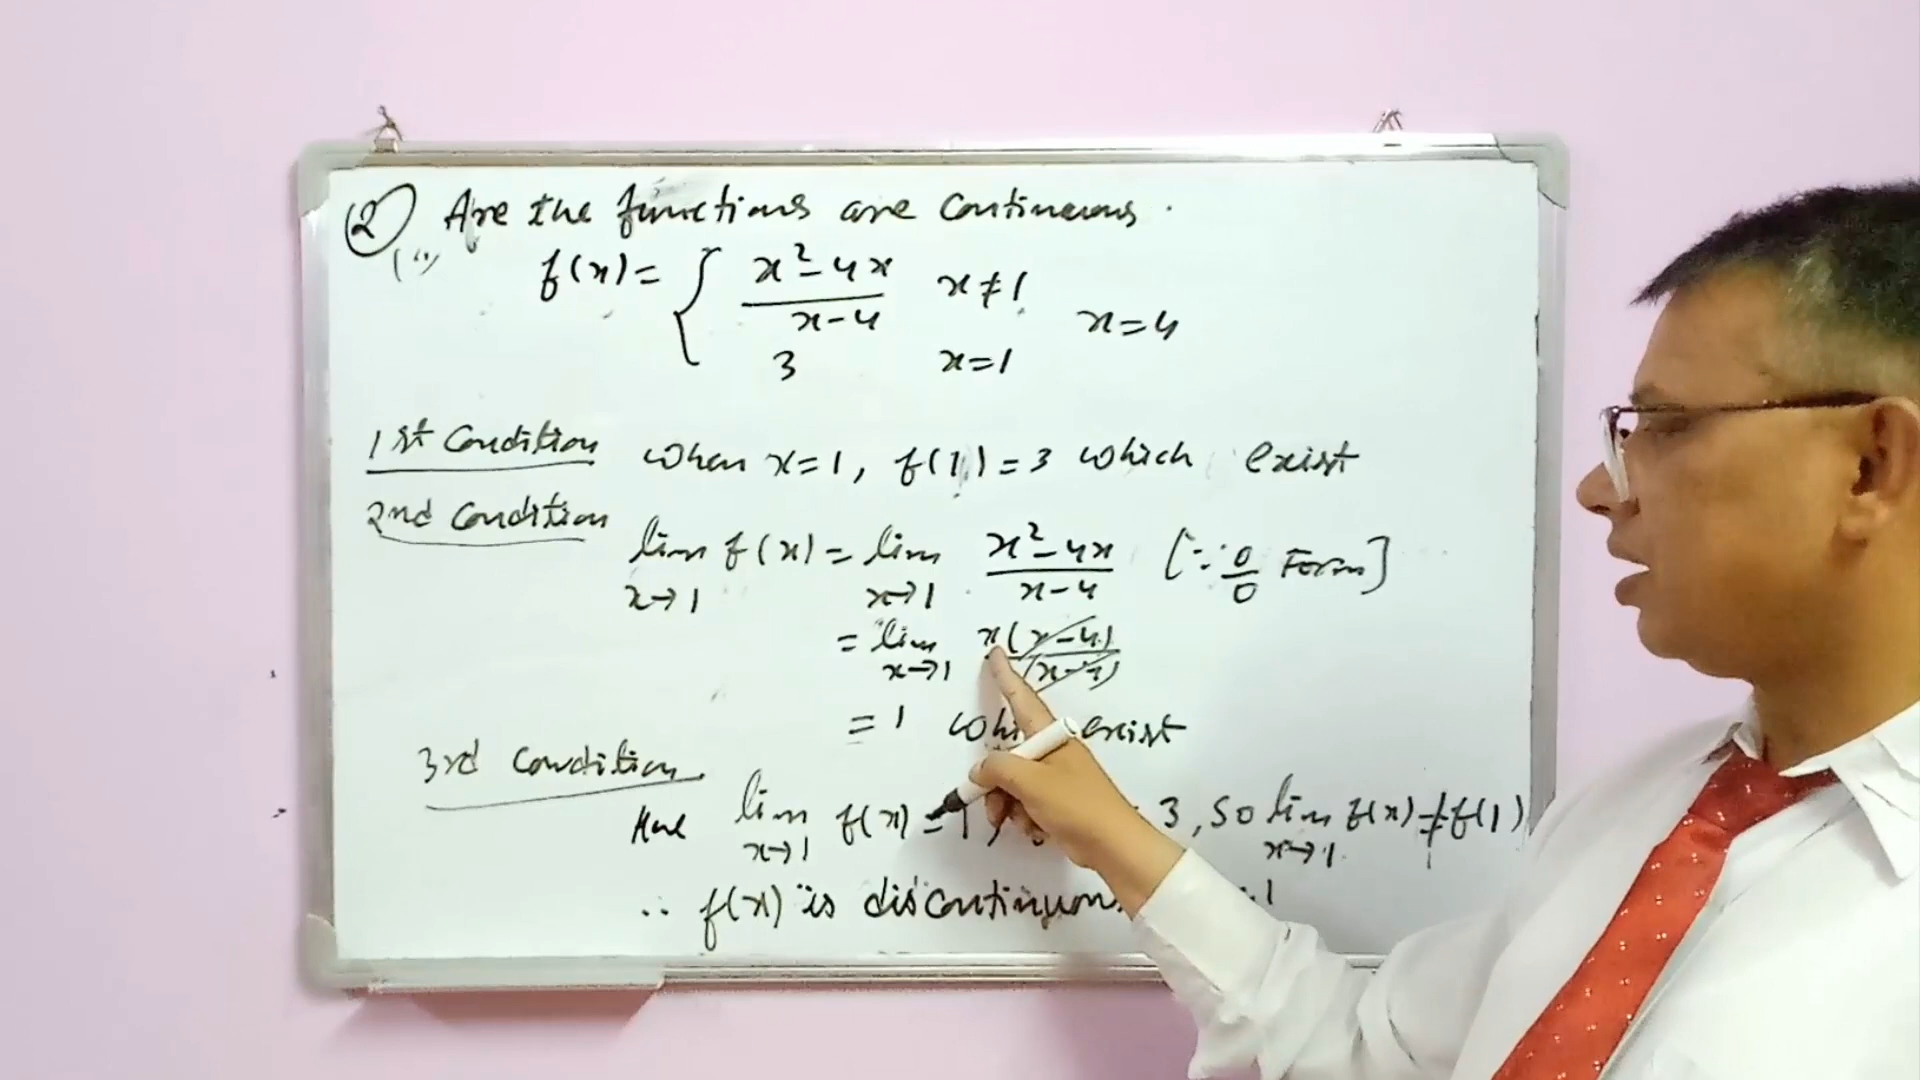 (2) Are the functions are continuous.
(i) f(x) = { x²-4x / x-4 x≠1
x=4
3 x=1
1st Condition when x=1, f(1)=3 which exist
2nd Condition
lim x→1 f(x) = lim x→1 x²-4x / x-4 [∵ 0/0 Form]
= lim x→1 x(x-4) / (x-4)
= 1 exist
3rd Condition
Here lim x→1 f(x) = 1, 3, So lim x→1 f(x) ≠ f(1)
∴ f(x) is discontinuous 1